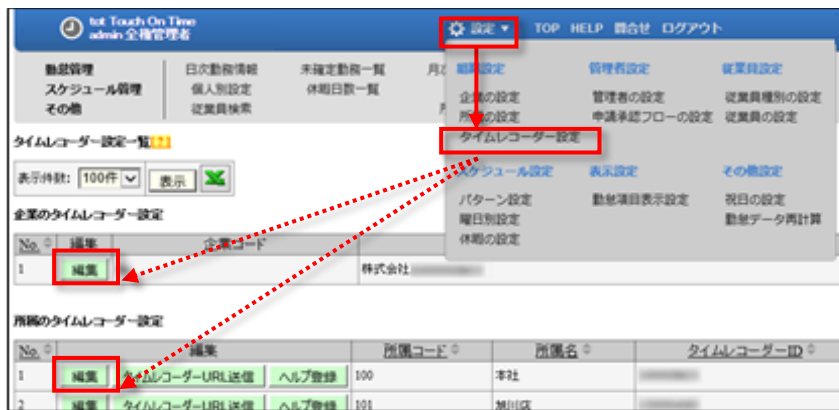 tot Touch On Time
admin 全権管理者
設定 ▼ TOP HELP 問合せ ログアウト
勤怠管理 日次勤務情報 未確定勤務一覧
スケジュール管理 個人別設定 休暇日数一覧
その他 従業員検索
組織設定 管理者設定 従業員設定
企業の設定 管理者の設定 従業員種別の設定
所属の設定 申請承認フローの設定 従業員の設定
タイムレコーダー設定
スケジュール設定 表示設定 その他設定
パターン設定 勤怠項目表示設定 祝日の設定
曜日別設定 勤怠データ再計算
休暇の設定
タイムレコーダー設定一覧[?]
表示件数: 100件 表示
企業のタイムレコーダー設定
No. 編集 企業コード
1 編集 株式会社
所属のタイムレコーダー設定
No. 編集 所属コード 所属名 タイムレコーダーID
1 編集 タイムレコーダーURL送信 ヘルプ登録 100 本社
2 編集 タイムレコーダーURL送信 ヘルプ登録 101 旭川店